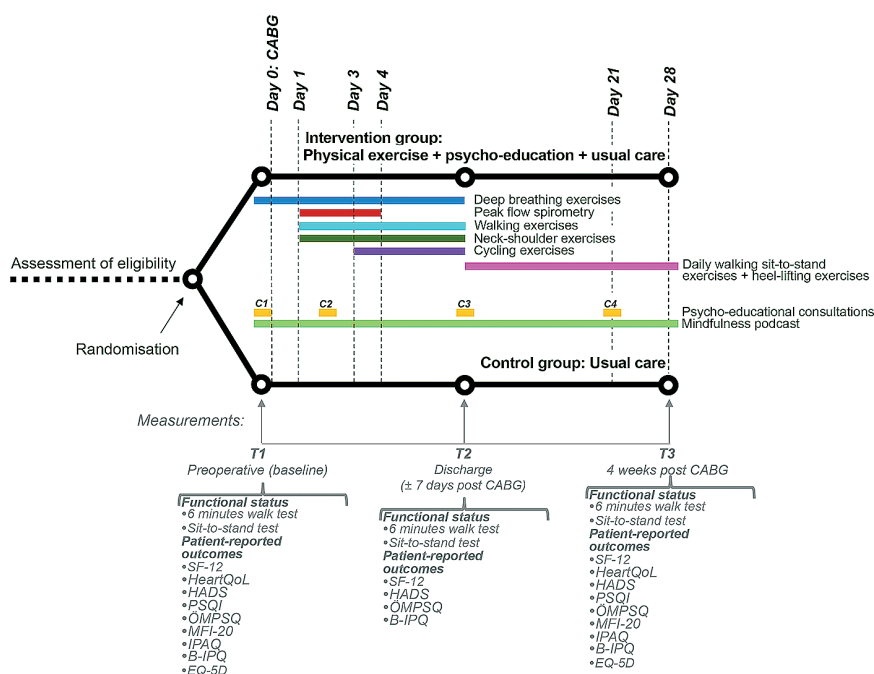 Day 0: CABG
Day 1
Day 3
Day 4
Day 21
Day 28
Intervention group:
Physical exercise + psycho-education + usual care
Deep breathing exercises
Peak flow spirometry
Walking exercises
Neck-shoulder exercises
Cycling exercises
Assessment of eligibility
Daily walking sit-to-stand
exercises + heel-lifting exercises
C1
C2
C3
C4
Psycho-educational consultations
Mindfulness podcast
Randomisation
Control group: Usual care
Measurements:
T1
Preoperative (baseline)
Functional status
•6 minutes walk test
•Sit-to-stand test
Patient-reported
outcomes
•SF-12
•HeartQoL
•HADS
•PSQI
•ÖMPSQ
•MFI-20
•IPAQ
•B-IPQ
•EQ-5D
T2
Discharge
(± 7 days post CABG)
Functional status
•6 minutes walk test
•Sit-to-stand test
Patient-reported
outcomes
•SF-12
•HADS
•ÖMPSQ
•B-IPQ
T3
4 weeks post CABG
Functional status
•6 minutes walk test
•Sit-to-stand test
Patient-reported
outcomes
•SF-12
•HeartQoL
•HADS
•PSQI
•ÖMPSQ
•MFI-20
•IPAQ
•B-IPQ
•EQ-5D